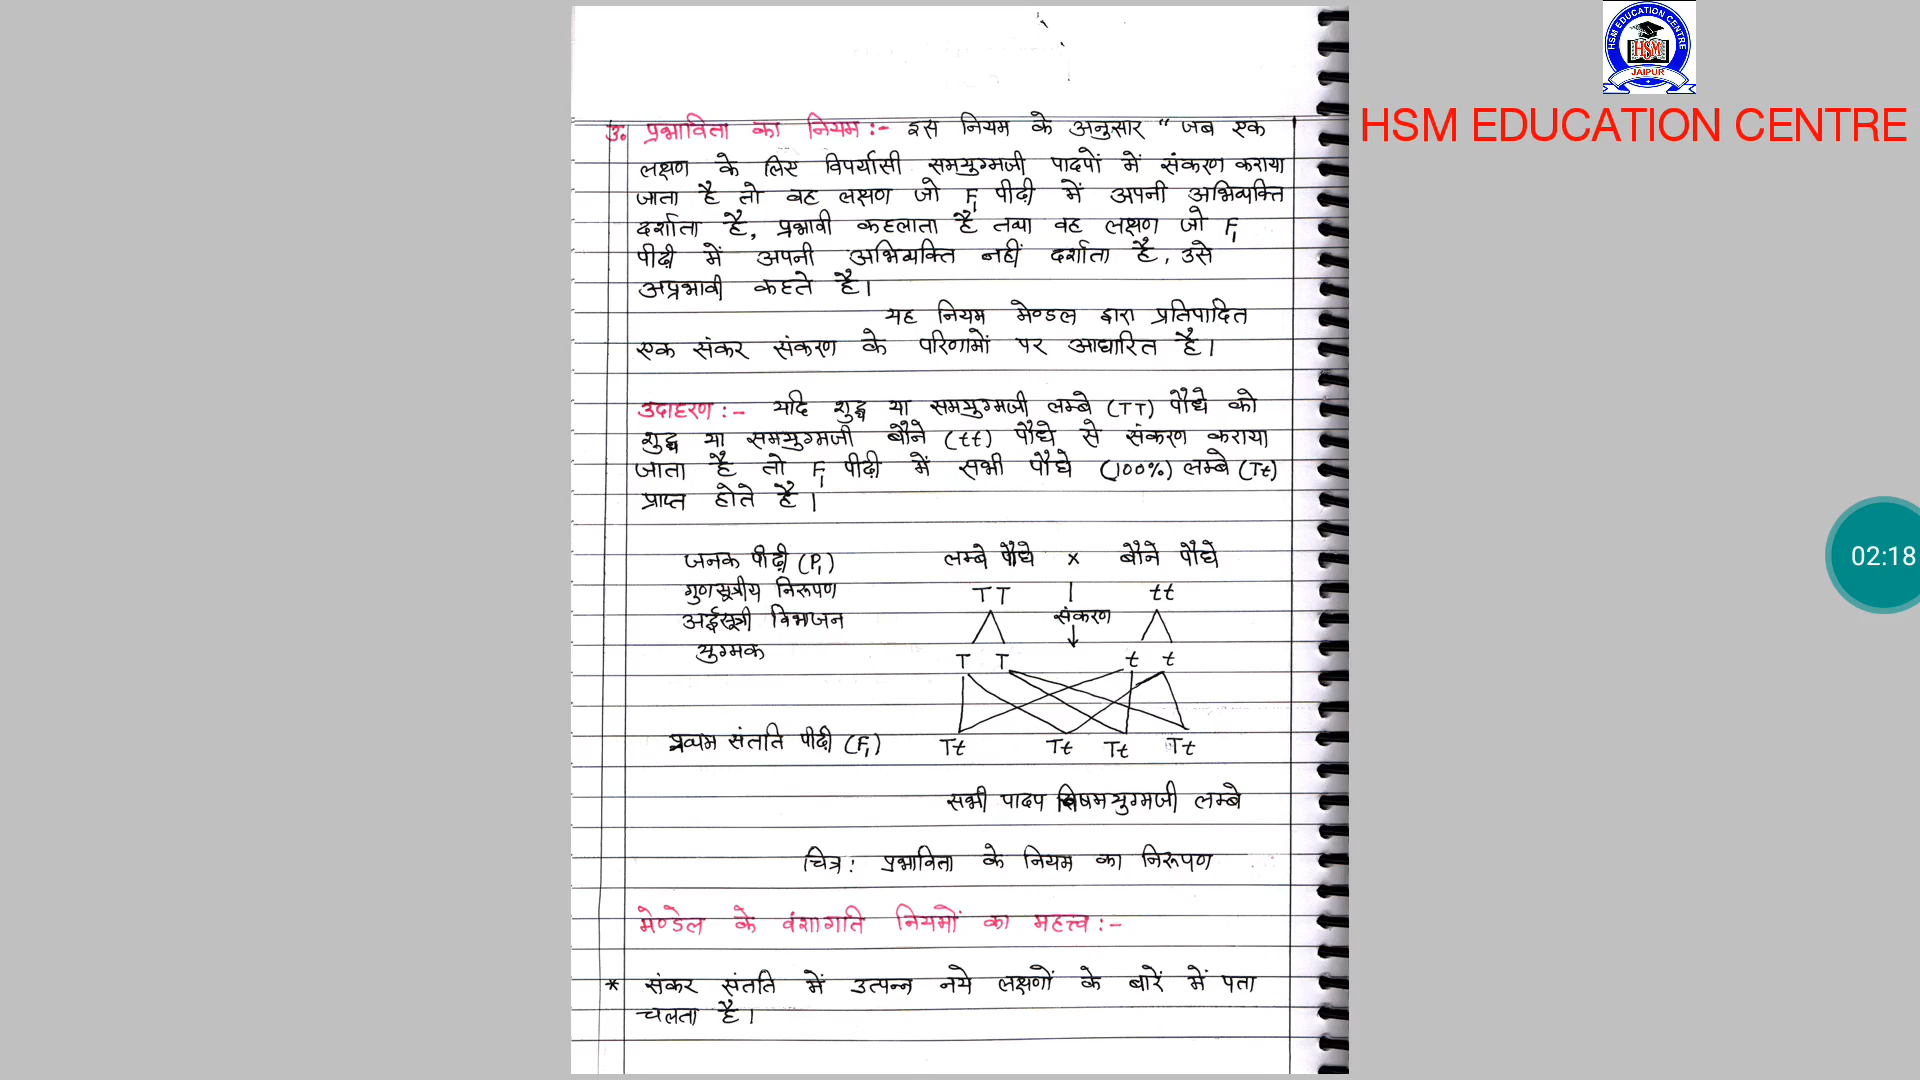 HSM EDUCATION CENTRE
HSM
JAIPUR
HSM EDUCATION CENTRE
02:18
3. प्रभाविता का नियम :- इस नियम के अनुसार " जब एक
लक्षण के लिए विपर्यासी समयुग्मजी पादपों में संकरण कराया
जाता है तो वह लक्षण जो F1 पीढ़ी में अपनी अभिव्यक्ति
दर्शाता है, प्रभावी कहलाता है तथा वह लक्षण जो F1
पीढ़ी में अपनी अभिव्यक्ति नहीं दर्शाता है, उसे
अप्रभावी कहते है।
यह नियम मेण्डल द्वारा प्रतिपादित
एक संकर संकरण के परिणामों पर आधारित है।
उदाहरण :- यदि शुद्ध या समयुग्मजी लम्बे (TT) पौधे को
शुद्ध या समयुग्मजी बौने (tt) पौधे से संकरण कराया
जाता है तो F1 पीढ़ी में सभी पौधे (100%) लम्बे (Tt)
प्राप्त होते है।
जनक पीढ़ी (P1) लम्बे पौधे x बौने पौधे
गुणसूत्रीय निरूपण TT tt
अर्द्धसूत्री विभाजन संकरण
युग्मक T T t t
प्रथम संतति पीढ़ी (F1) Tt Tt Tt Tt
सभी पादप विषमयुग्मजी लम्बे
चित्र : प्रभाविता के नियम का निरूपण
मेण्डेल के वंशागति नियमों का महत्त्व :-
* संकर संतति में उत्पन्न नये लक्षणों के बारें में पता
चलता है।